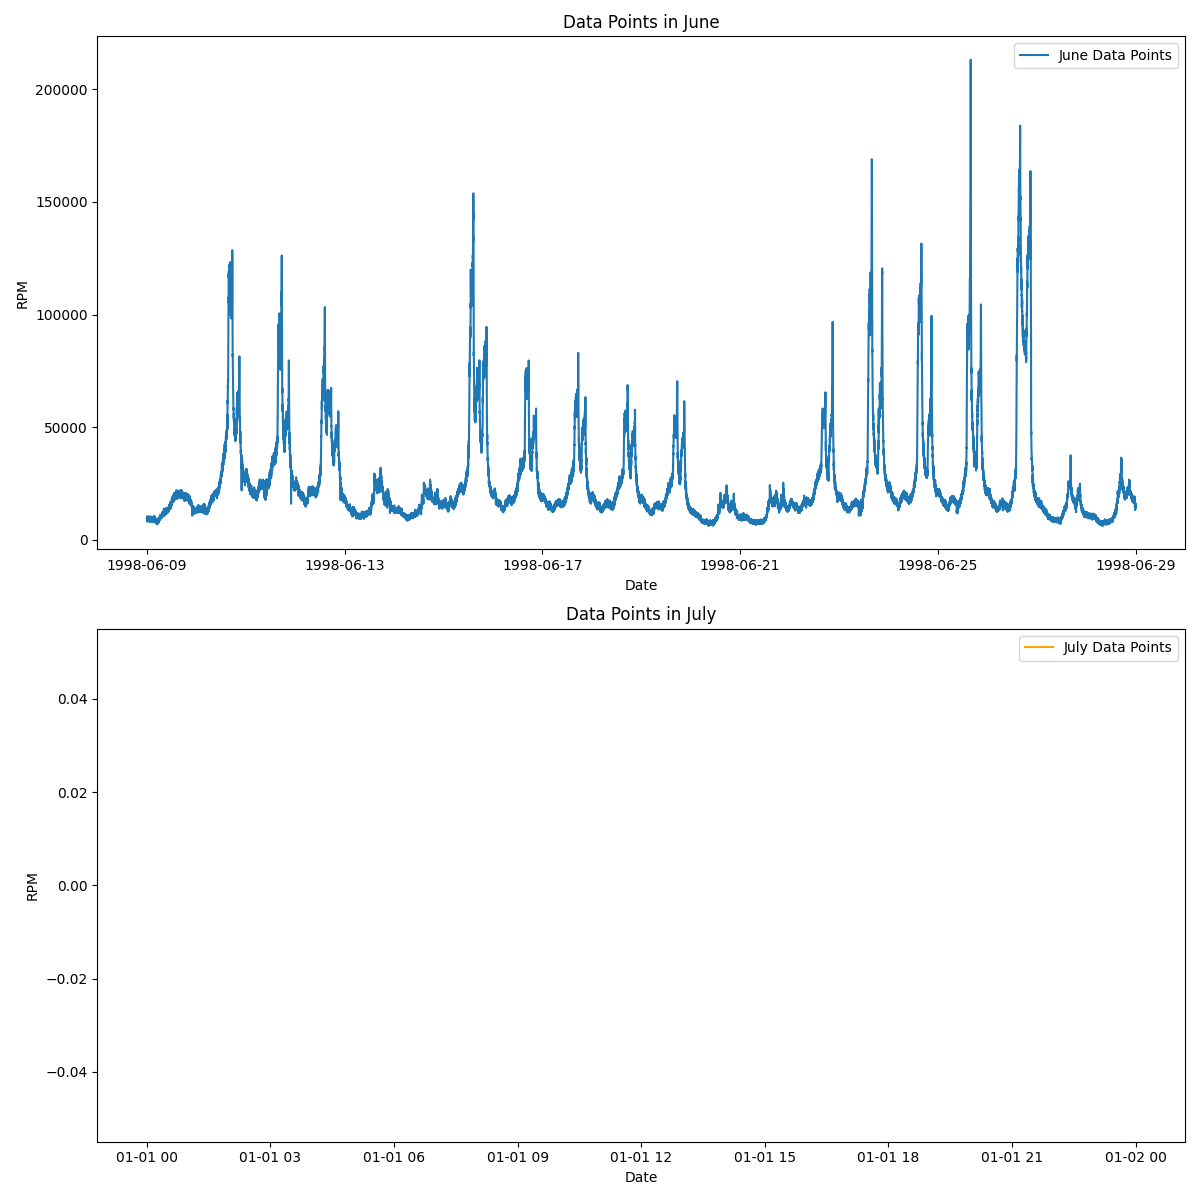 Data Points in June
June Data Points
200000
150000
100000
50000
0
RPM
1998-06-09 1998-06-13 1998-06-17 1998-06-21 1998-06-25 1998-06-29
Date
Data Points in July
July Data Points
0.04
0.02
0.00
−0.02
−0.04
RPM
01-01 00 01-01 03 01-01 06 01-01 09 01-01 12 01-01 15 01-01 18 01-01 21 01-02 00
Date